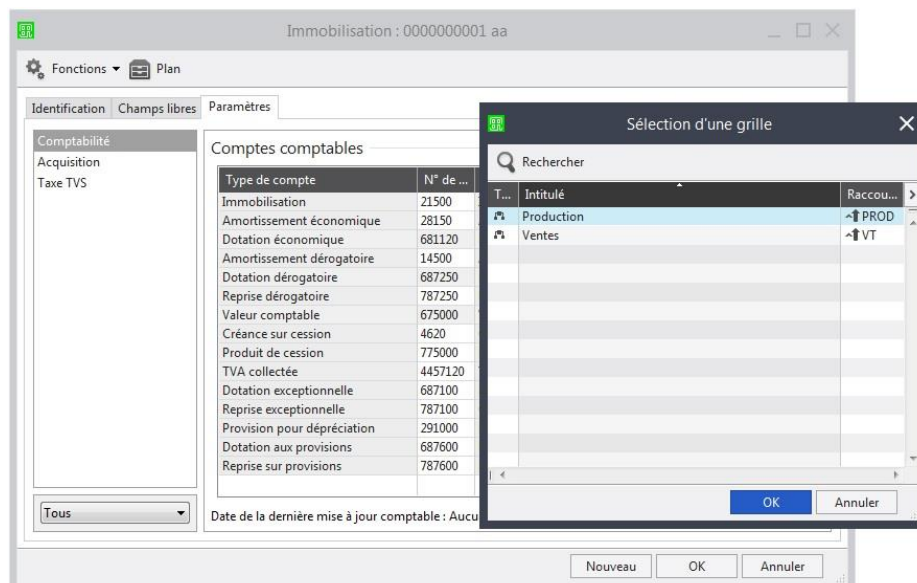 Immobilisation : 0000000001 aa
Fonctions Plan
Identification Champs libres Paramètres
Comptabilité
Acquisition
Taxe TVS
Tous
Comptes comptables
Type de compte N° de ...
Immobilisation 21500
Amortissement économique 28150
Dotation économique 681120
Amortissement dérogatoire 14500
Dotation dérogatoire 687250
Reprise dérogatoire 787250
Valeur comptable 675000
Créance sur cession 4620
Produit de cession 775000
TVA collectée 4457120
Dotation exceptionnelle 687100
Reprise exceptionnelle 787100
Provision pour dépréciation 291000
Dotation aux provisions 687600
Reprise sur provisions 787600
Date de la dernière mise à jour comptable : Aucu
Nouveau OK Annuler
Sélection d'une grille
Rechercher
T... Intitulé Raccou...
Production PROD
Ventes VT
OK Annuler